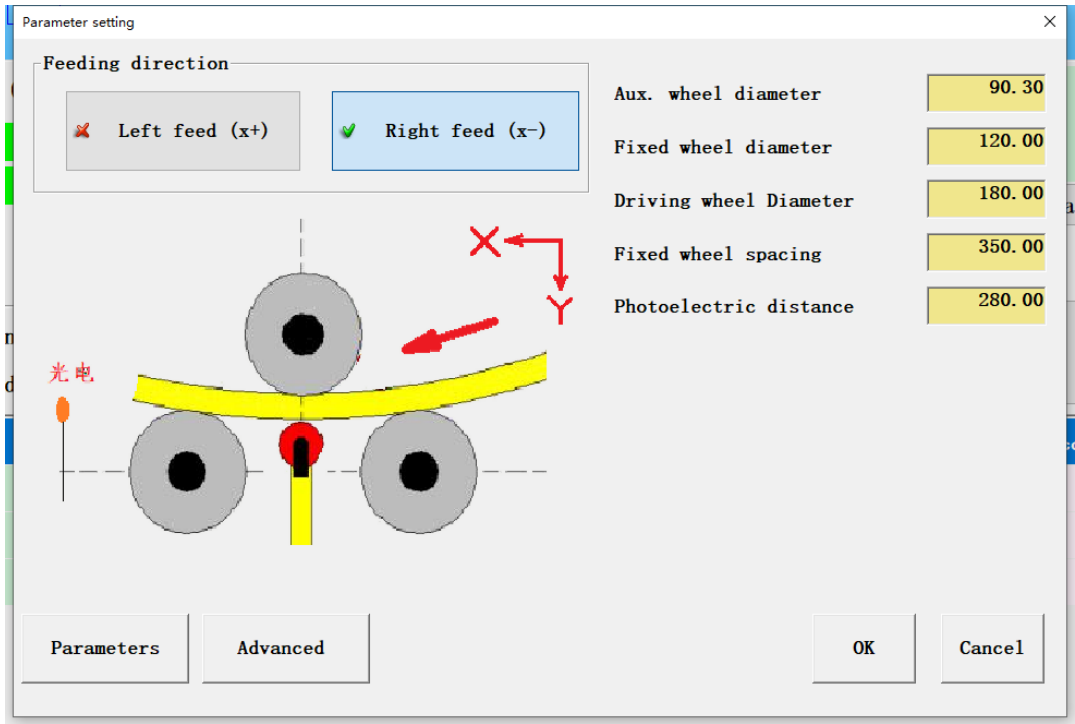 Parameter setting
Feeding direction
Left feed (x+)
Right feed (x-)
Aux. wheel diameter 90.30
Fixed wheel diameter 120.00
Driving wheel Diameter 180.00
Fixed wheel spacing 350.00
Photoelectric distance 280.00
X
Y
光电
Parameters
Advanced
OK
Cancel